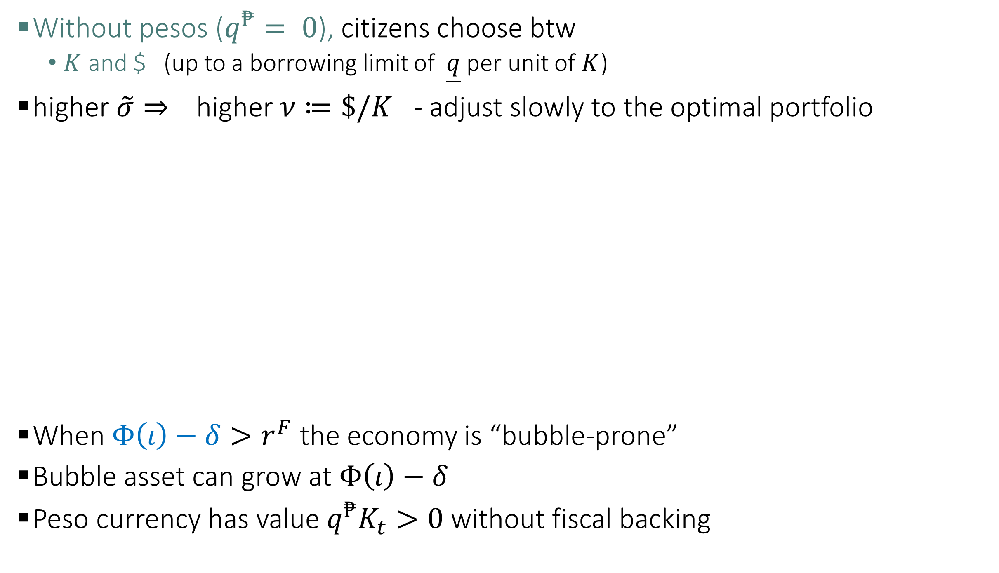 ▪Without pesos (q^₱ = 0), citizens choose btw
• K and $ (up to a borrowing limit of q̲ per unit of K)
▪higher σ̃ ⇒ higher ν ≔ $/K - adjust slowly to the optimal portfolio
▪When Φ(ι) − δ > r^F the economy is “bubble-prone”
▪Bubble asset can grow at Φ(ι) − δ
▪Peso currency has value q^₱K_t > 0 without fiscal backing